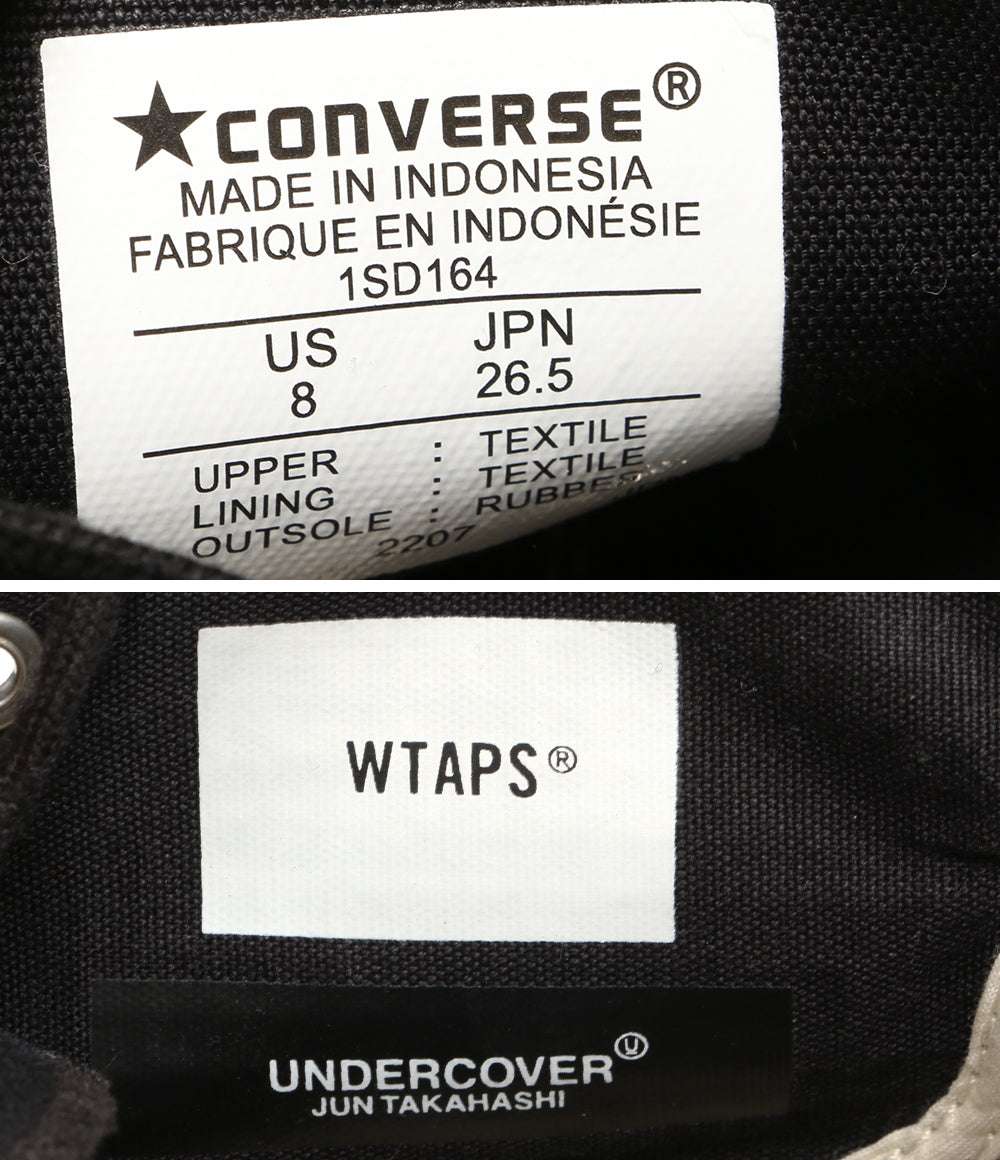 ★CONVERSE®
MADE IN INDONESIA
FABRIQUE EN INDONÉSIE
1SD164
US JPN
8 26.5
UPPER : TEXTILE
LINING : TEXTILE
OUTSOLE : RUBBER
2207
WTAPS®
UNDERCOVER Ⓤ
JUN TAKAHASHI